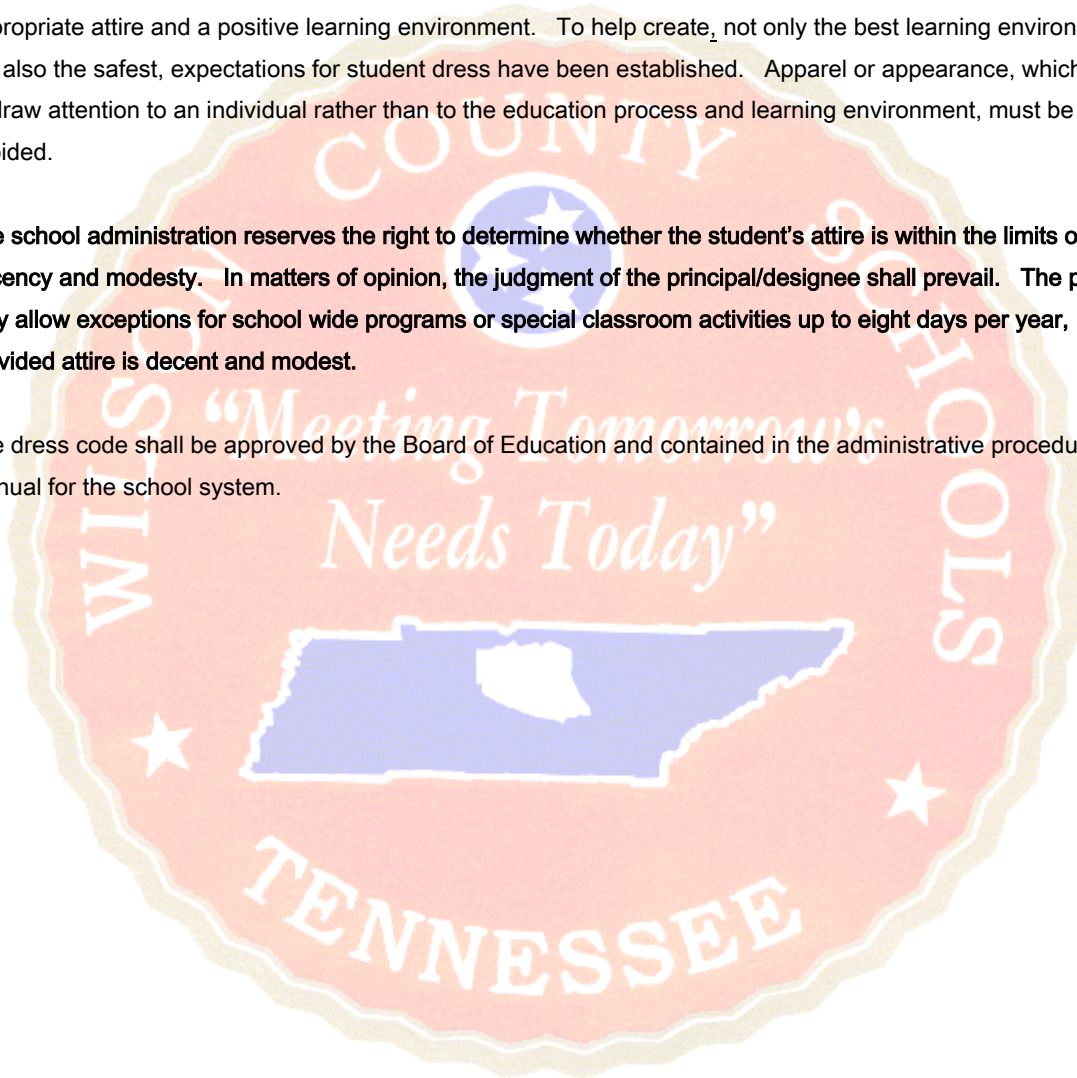 propriate attire and a positive learning environment. To help create, not only the best learning environ
also the safest, expectations for student dress have been established. Apparel or appearance, which
draw attention to an individual rather than to the education process and learning environment, must be
ided.
e school administration reserves the right to determine whether the student's attire is within the limits o
cency and modesty. In matters of opinion, the judgment of the principal/designee shall prevail. The p
y allow exceptions for school wide programs or special classroom activities up to eight days per year,
vided attire is decent and modest.
e dress code shall be approved by the Board of Education and contained in the administrative procedu
nual for the school system.
WILSON COUNTY SCHOOLS
“Meeting Tomorrow's
Needs Today”
TENNESSEE